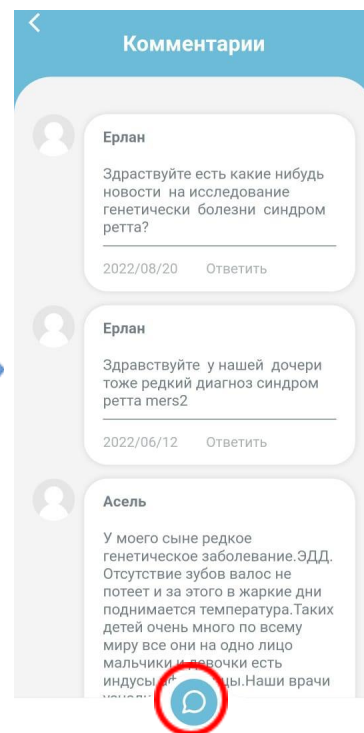 Комментарии
Ерлан
Здраствуйте есть какие нибудь
новости на исследование
генетически болезни синдром
ретта?
2022/08/20 Ответить
Ерлан
Здравствуйте у нашей дочери
тоже редкий диагноз синдром
ретта mers2
2022/06/12 Ответить
Асель
У моего сыне редкое
генетическое заболевание.ЭДД.
Отсутствие зубов валос не
потеет и за этого в жаркие дни
поднимается температура.Таких
детей очень много по всему
миру все они на одно лицо
мальчики и девочки есть
индусы .Наши врачи